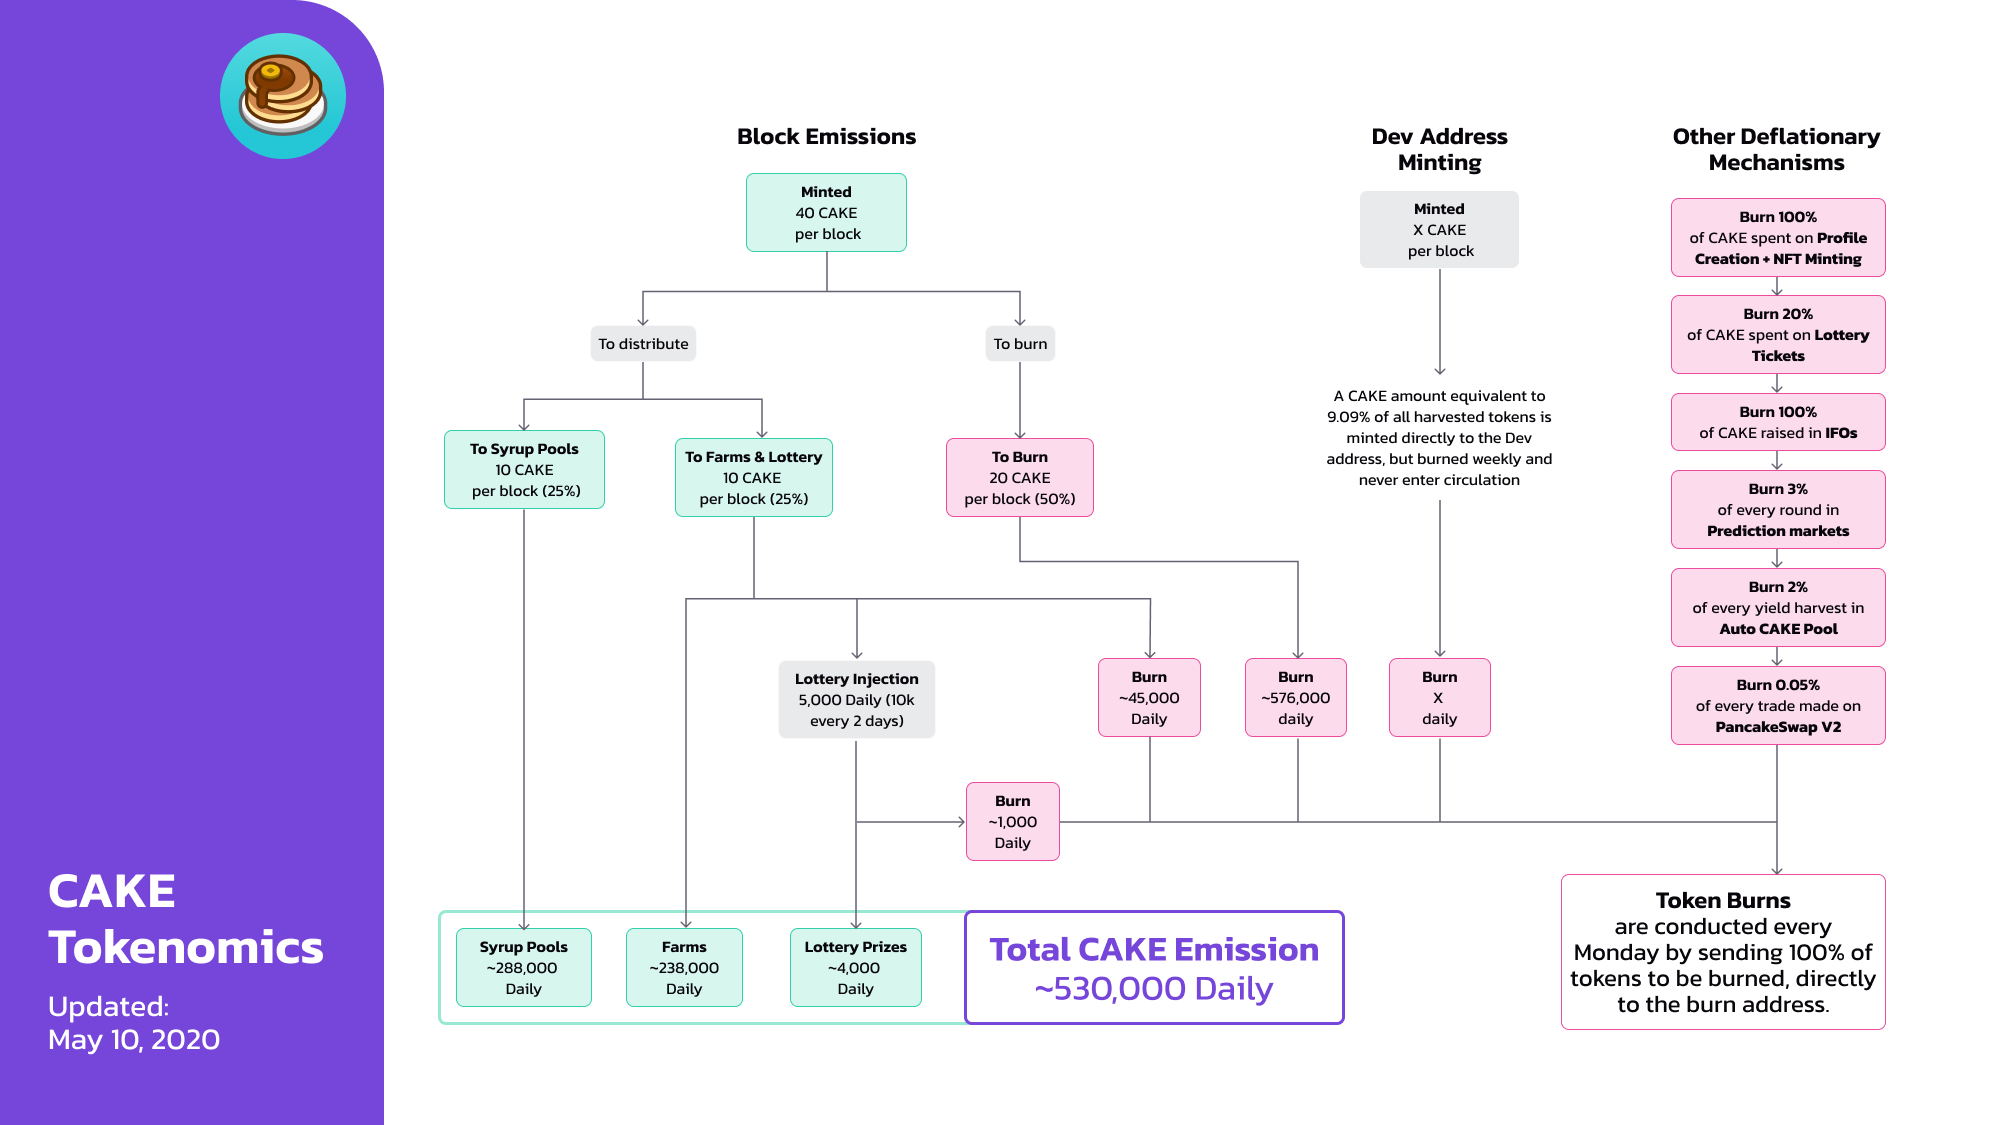 CAKE
Tokenomics
Updated:
May 10, 2020
Block Emissions
Minted
40 CAKE
per block
To distribute
To burn
To Syrup Pools
10 CAKE
per block (25%)
To Farms & Lottery
10 CAKE
per block (25%)
To Burn
20 CAKE
per block (50%)
Lottery Injection
5,000 Daily (10k
every 2 days)
Burn
~45,000
Daily
Burn
~576,000
daily
Burn
~1,000
Daily
Syrup Pools
~288,000
Daily
Farms
~238,000
Daily
Lottery Prizes
~4,000
Daily
Total CAKE Emission
~530,000 Daily
Dev Address
Minting
Minted
X CAKE
per block
A CAKE amount equivalent to
9.09% of all harvested tokens is
minted directly to the Dev
address, but burned weekly and
never enter circulation
Burn
X
daily
Other Deflationary
Mechanisms
Burn 100%
of CAKE spent on Profile
Creation + NFT Minting
Burn 20%
of CAKE spent on Lottery
Tickets
Burn 100%
of CAKE raised in IFOs
Burn 3%
of every round in
Prediction markets
Burn 2%
of every yield harvest in
Auto CAKE Pool
Burn 0.05%
of every trade made on
PancakeSwap V2
Token Burns
are conducted every
Monday by sending 100% of
tokens to be burned, directly
to the burn address.